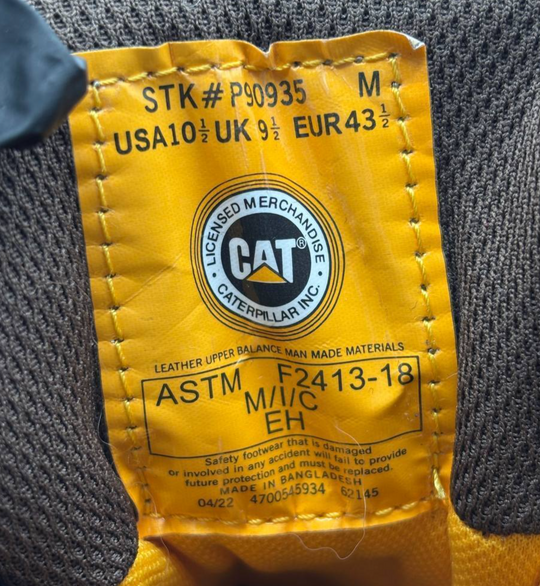 STK# P90935 M
USA10½ UK 9½ EUR43½
LICENSED MERCHANDISE
CAT®
CATERPILLAR INC.
LEATHER UPPER BALANCE MAN MADE MATERIALS
ASTM F2413-18
M/I/C
EH
Safety footwear that is damaged
or involved in any accident will fail to provide
future protection and must be replaced.
MADE IN BANGLADESH
04/22 4700545934 62145